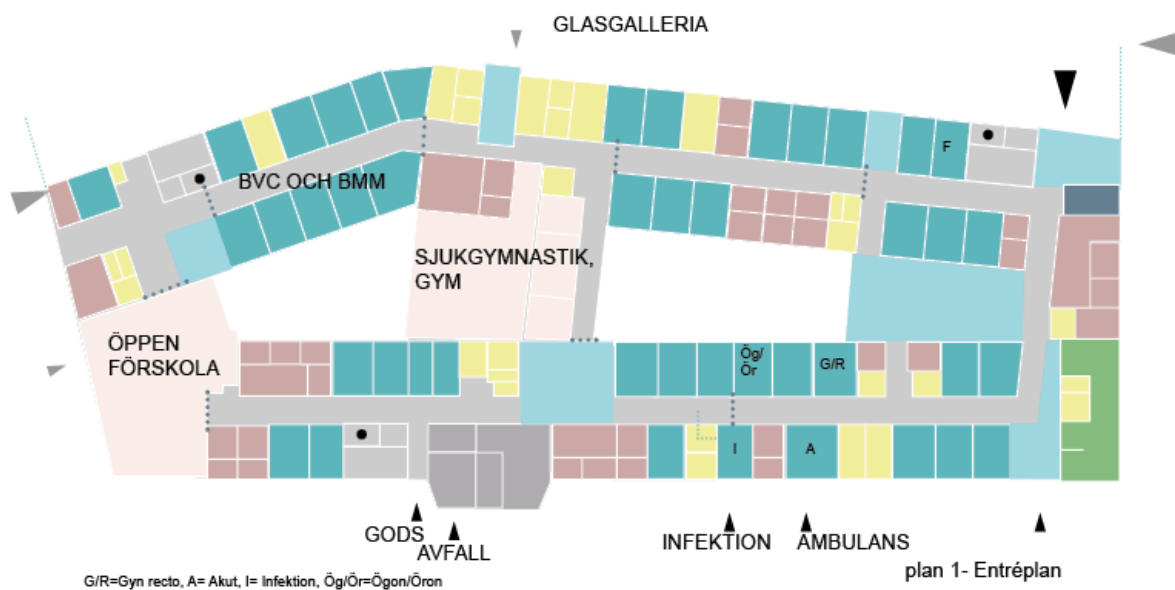 GLASGALLERIA
F
BVC OCH BMM
SJUKGYMNASTIK,
GYM
ÖPPEN
FÖRSKOLA
Ög/
Ör
G/R
I
A
GODS
AVFALL
INFEKTION
AMBULANS
plan 1- Entréplan
G/R=Gyn recto, A= Akut, I= Infektion, Ög/Ör=Ögon/Öron